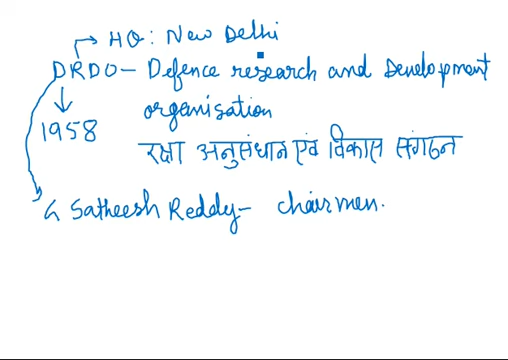 HQ: New Delhi
DRDO - Defence research and Development
organisation
1958
रक्षा अनुसंधान एवं विकास संगठन
G Satheesh Reddy - chairmen.